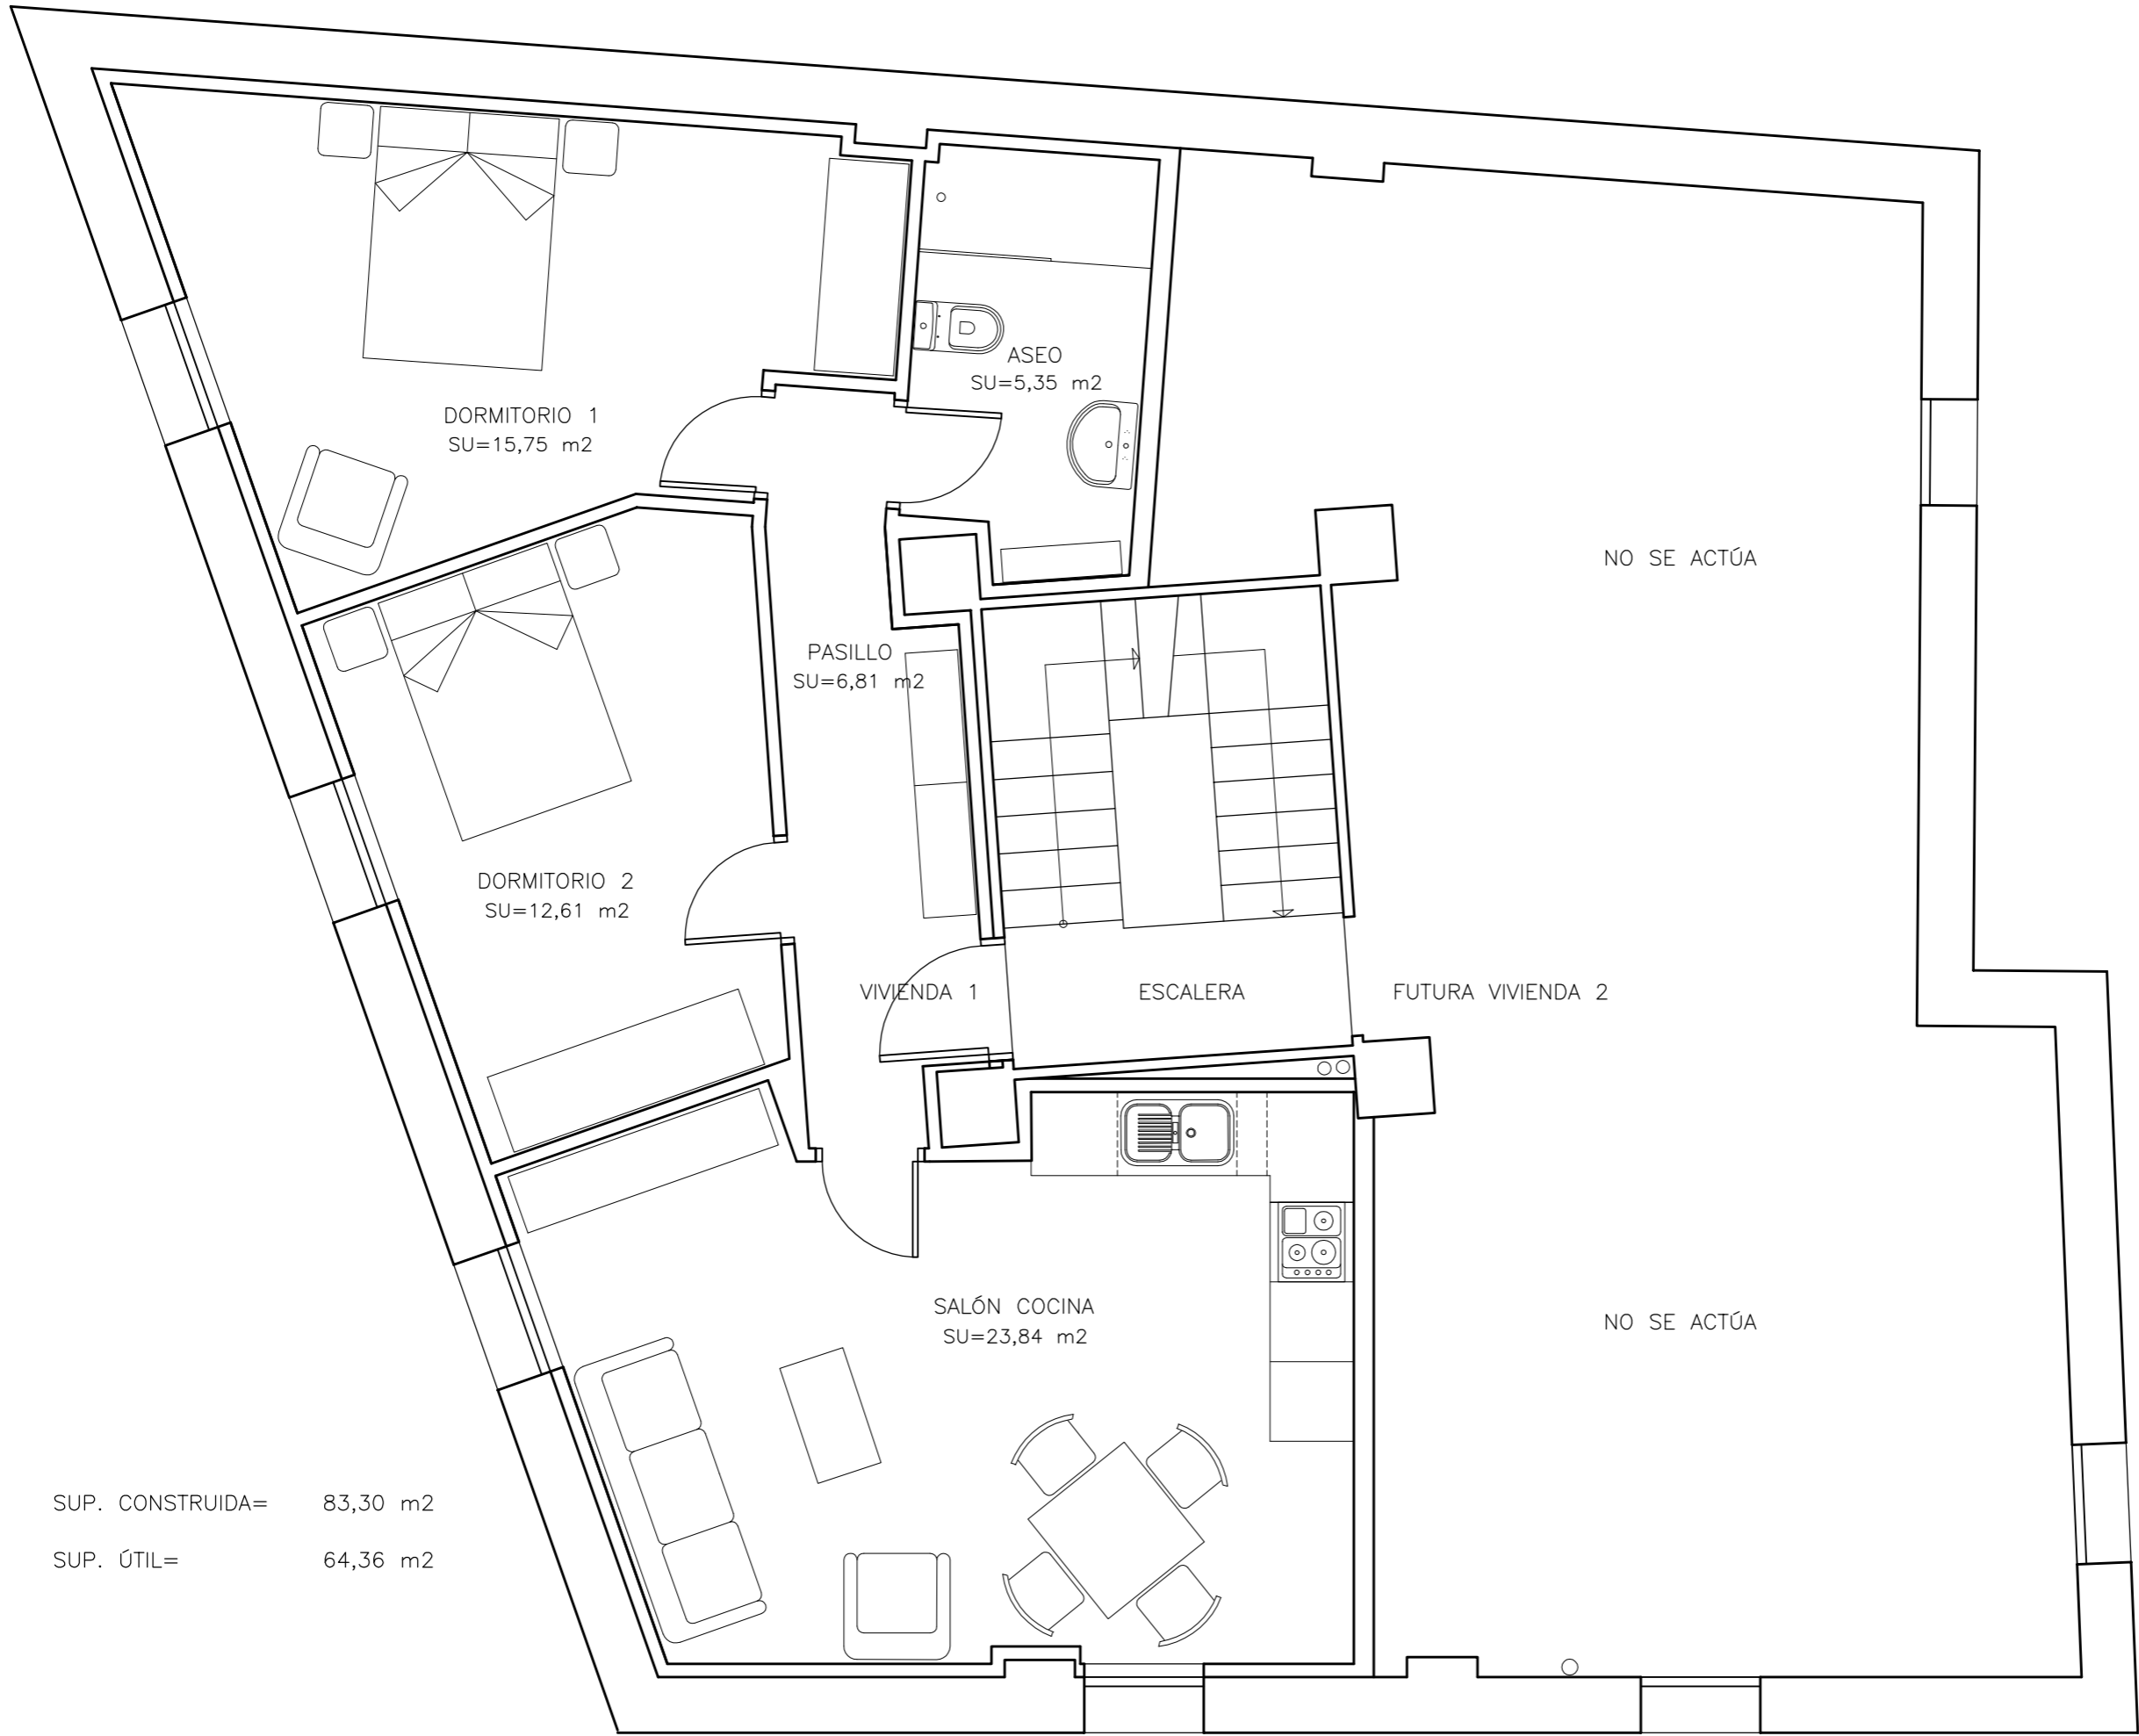 ASEO
SU=5,35 m2
DORMITORIO 1
SU=15,75 m2
NO SE ACTÚA
PASILLO
SU=6,81 m2
DORMITORIO 2
SU=12,61 m2
VIVIENDA 1
ESCALERA
FUTURA VIVIENDA 2
SALÓN COCINA
SU=23,84 m2
NO SE ACTÚA
SUP. CONSTRUIDA= 83,30 m2
SUP. ÚTIL= 64,36 m2